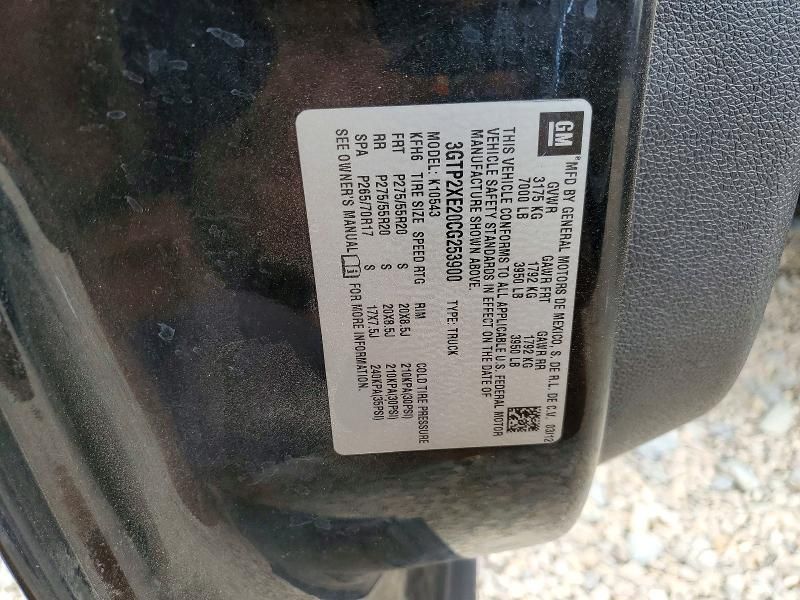 GM
®MFD BY GENERAL MOTORS DE MEXICO, S. DE R.L. DE C.V. 03/12
GVWR GAWR FRT GAWR RR
3175 KG 1792 KG 1792 KG
7000 LB 3950 LB 3950 LB
THIS VEHICLE CONFORMS TO ALL APPLICABLE U.S. FEDERAL MOTOR
VEHICLE SAFETY STANDARDS IN EFFECT ON THE DATE OF
MANUFACTURE SHOWN ABOVE.
3GTP2XE20CG253900 TYPE: TRUCK
MODEL: K10543
KFH6 TIRE SIZE SPEED RTG RIM COLD TIRE PRESSURE
FRT P275/55R20 S 20X8.5J 210KPA(30PSI)
RR P275/55R20 S 20X8.5J 210KPA(30PSI)
SPA P265/70R17 S 17X7.5J 240KPA(35PSI)
SEE OWNER'S MANUAL i FOR MORE INFORMATION.